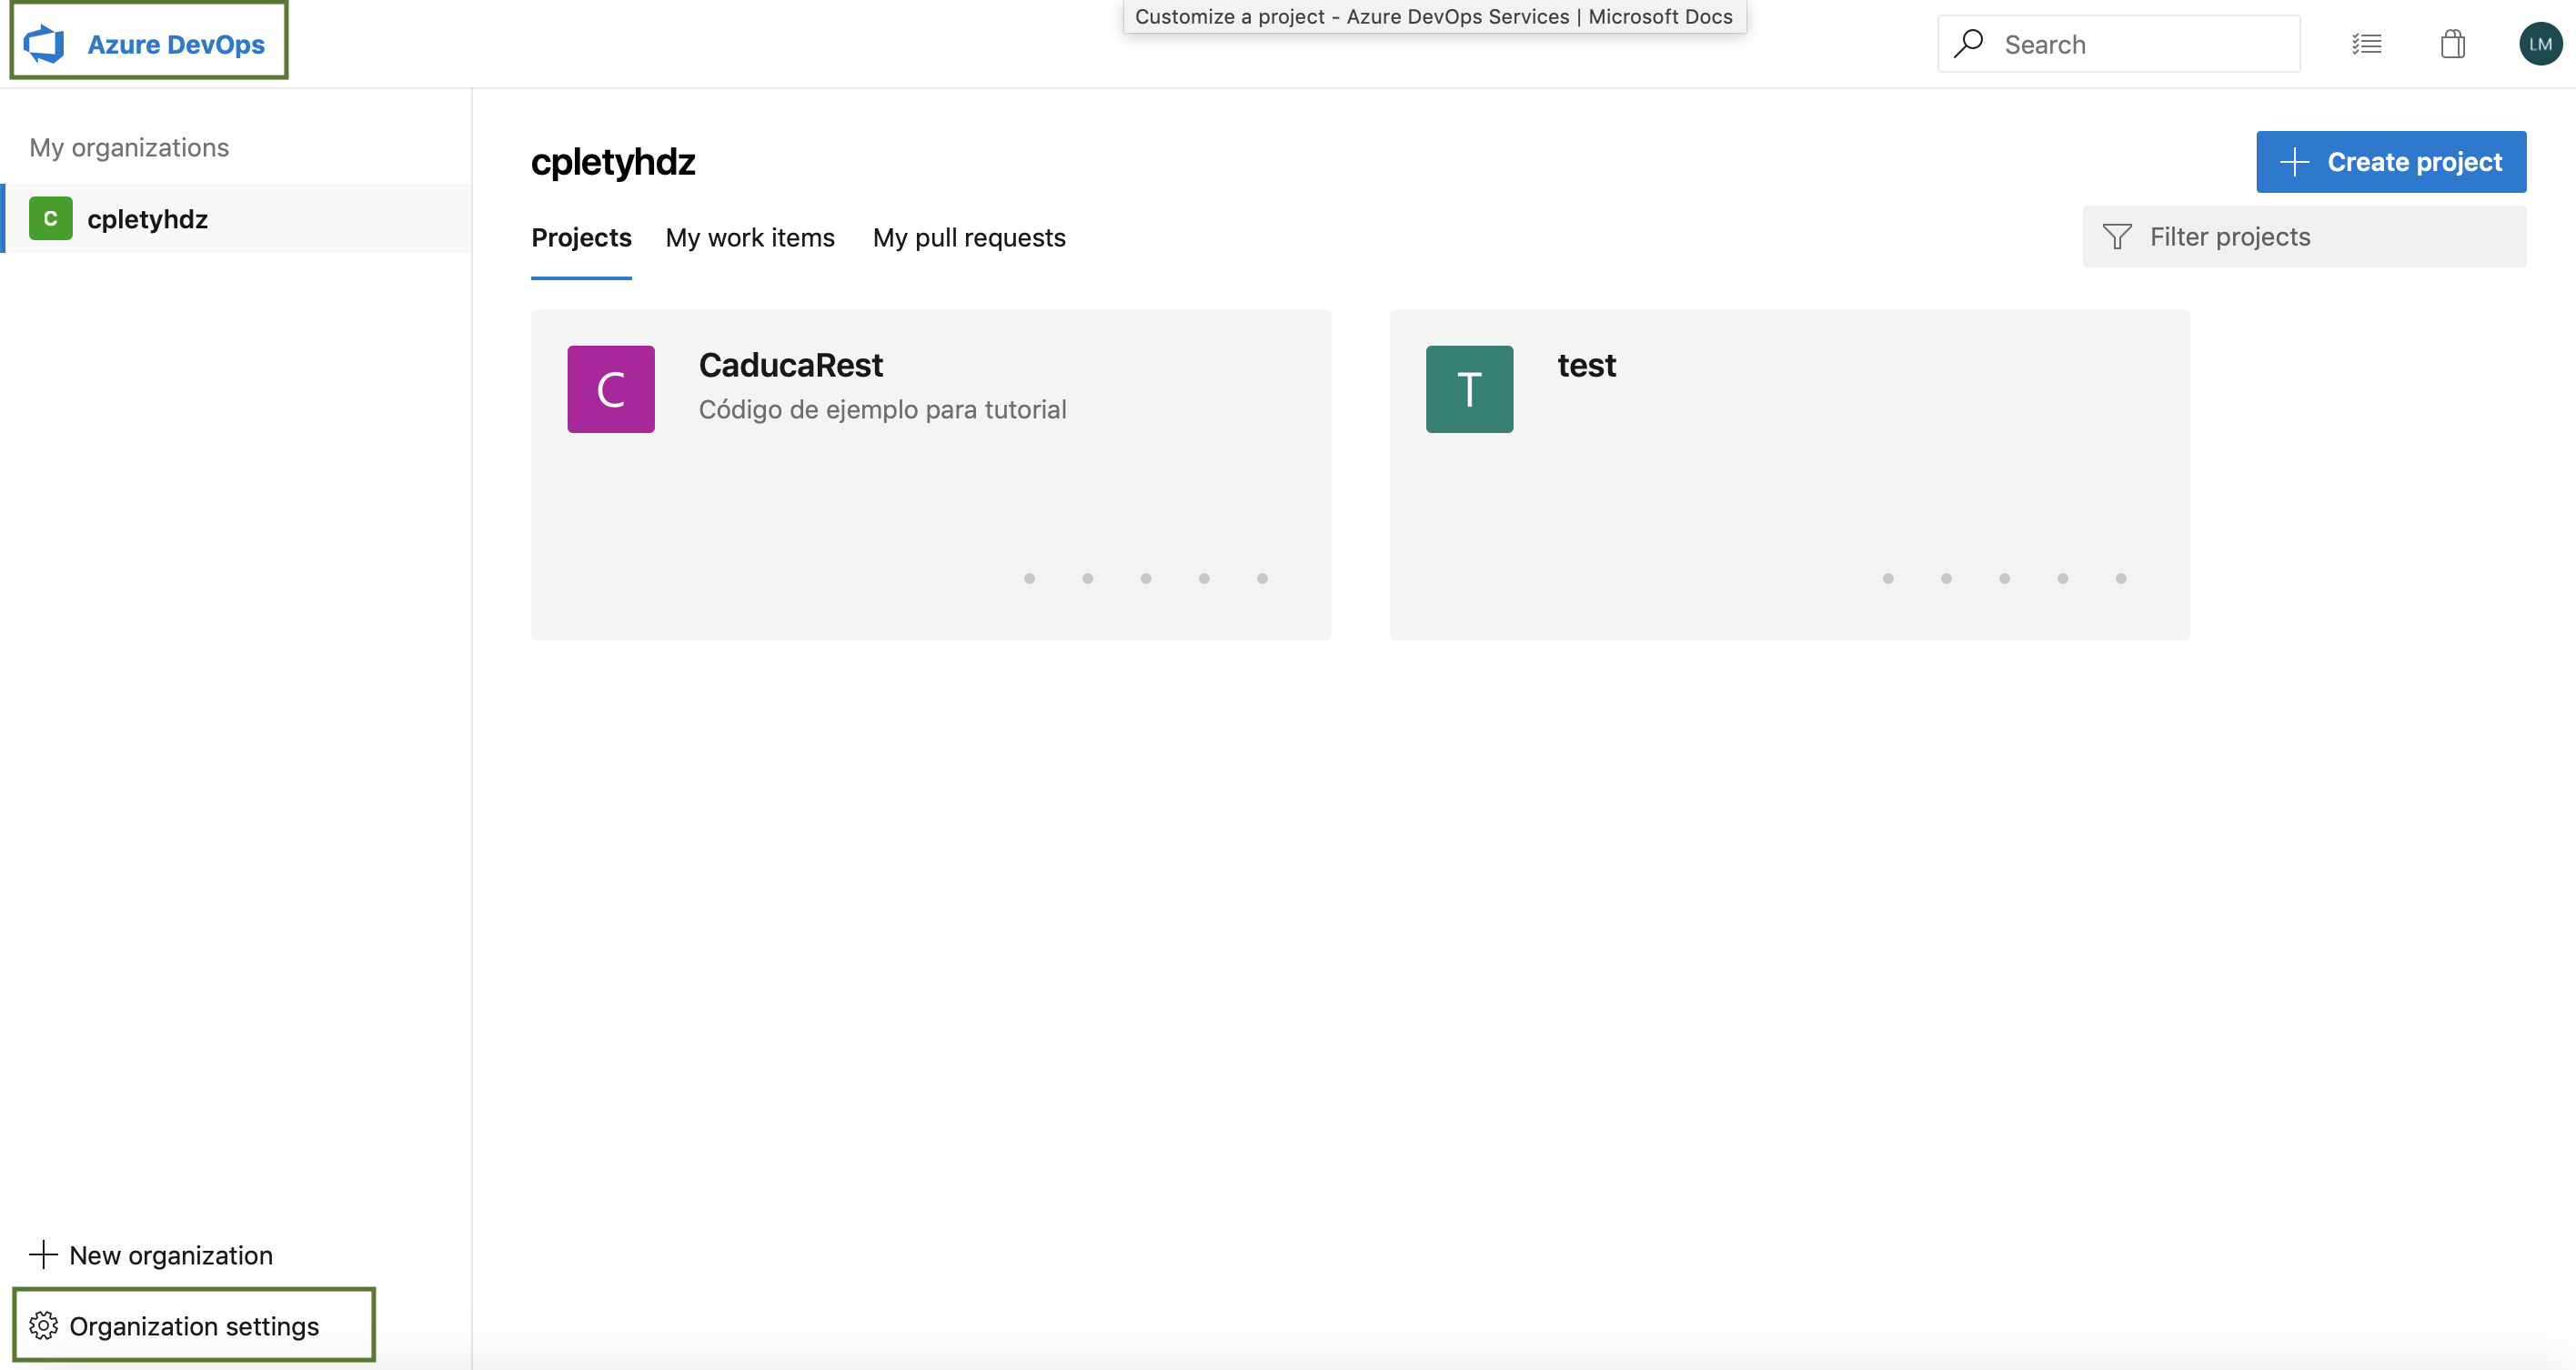 Azure DevOps
Customize a project - Azure DevOps Services | Microsoft Docs
Search
LM
My organizations
C cpletyhdz
New organization
Organization settings
cpletyhdz
Create project
Projects My work items My pull requests
Filter projects
C
CaducaRest
Código de ejemplo para tutorial
T
test